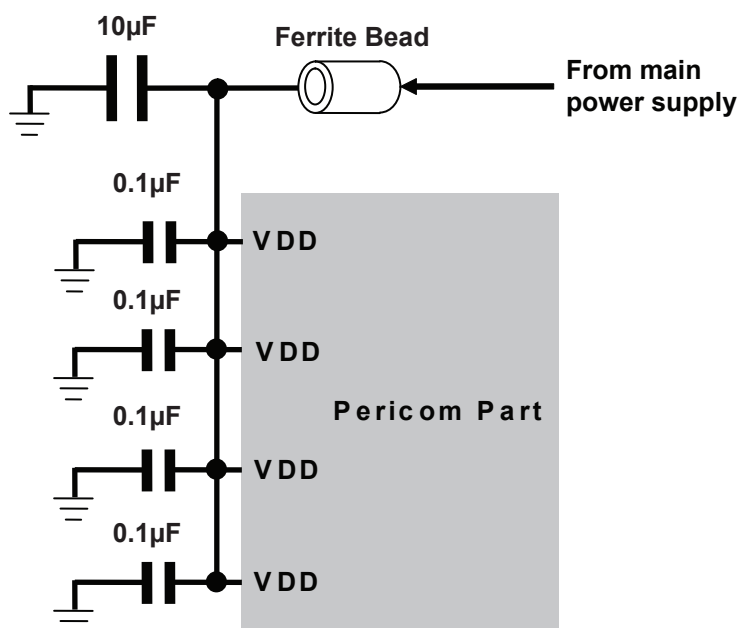 10µF
Ferrite Bead
From main
power supply
0.1µF
VDD
0.1µF
VDD
Pericom Part
0.1µF
VDD
0.1µF
VDD